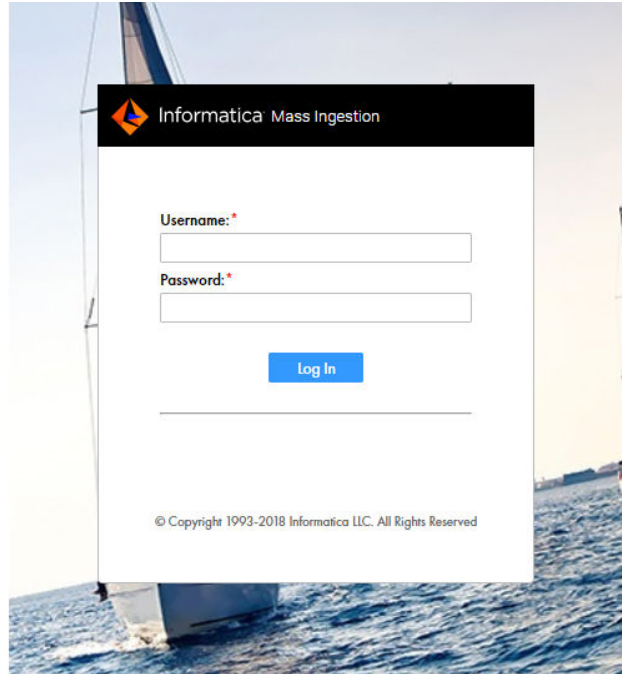 Informatica Mass Ingestion
Username:*
Password:*
Log In
© Copyright 1993-2018 Informatica LLC. All Rights Reserved